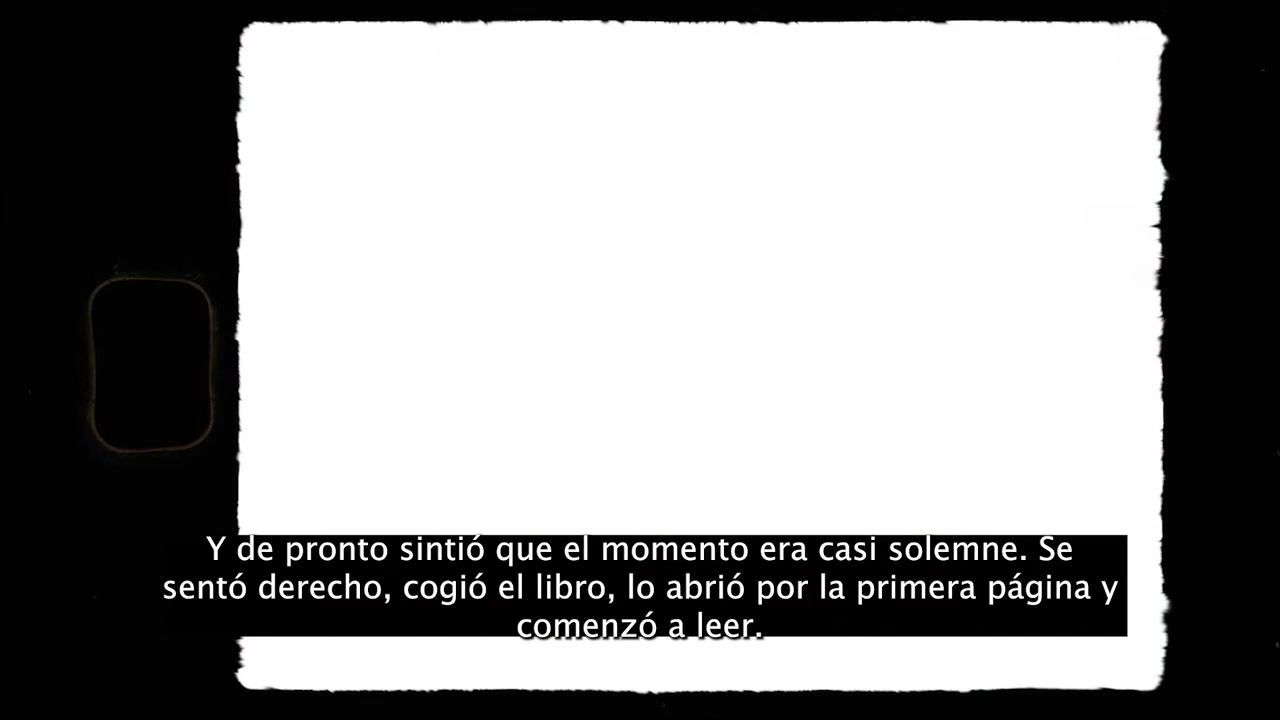 Y de pronto sintió que el momento era casi solemne. Se
sentó derecho, cogió el libro, lo abrió por la primera página y
comenzó a leer.